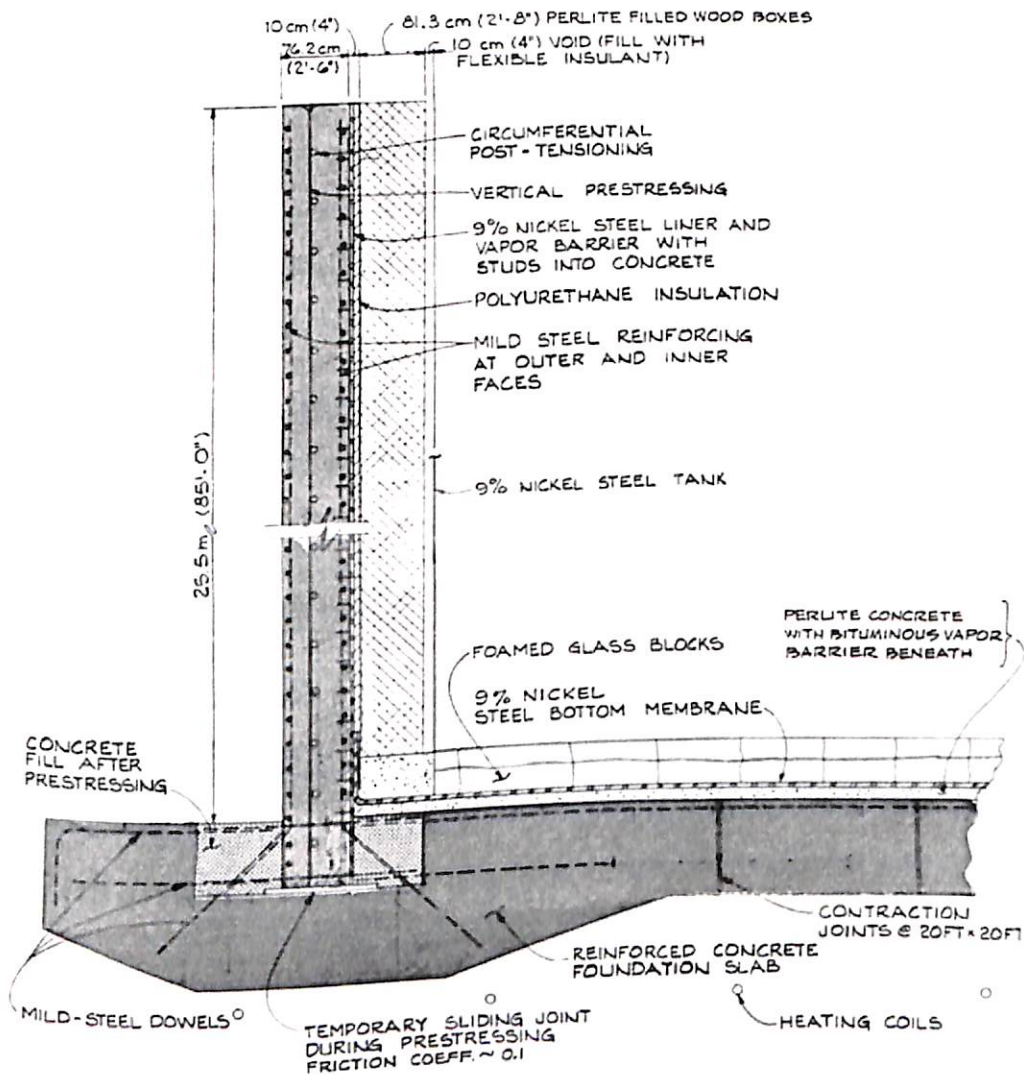 10 cm (4")
81.3 cm (2'-8") PERLITE FILLED WOOD BOXES
76.2 cm
(2'-6")
10 cm (4") VOID (FILL WITH
FLEXIBLE INSULANT)
CIRCUMFERENTIAL
POST-TENSIONING
VERTICAL PRESTRESSING
9% NICKEL STEEL LINER AND
VAPOR BARRIER WITH
STUDS INTO CONCRETE
POLYURETHANE INSULATION
MILD STEEL REINFORCING
AT OUTER AND INNER
FACES
9% NICKEL STEEL TANK
25.5m (85'.0")
PERLITE CONCRETE
WITH BITUMINOUS VAPOR
BARRIER BENEATH
FOAMED GLASS BLOCKS
9% NICKEL
STEEL BOTTOM MEMBRANE
CONCRETE
FILL AFTER
PRESTRESSING
CONTRACTION
JOINTS @ 20FT × 20FT
REINFORCED CONCRETE
FOUNDATION SLAB
MILD-STEEL DOWELS
TEMPORARY SLIDING JOINT
DURING PRESTRESSING
FRICTION COEFF. ~ 0.1
HEATING COILS